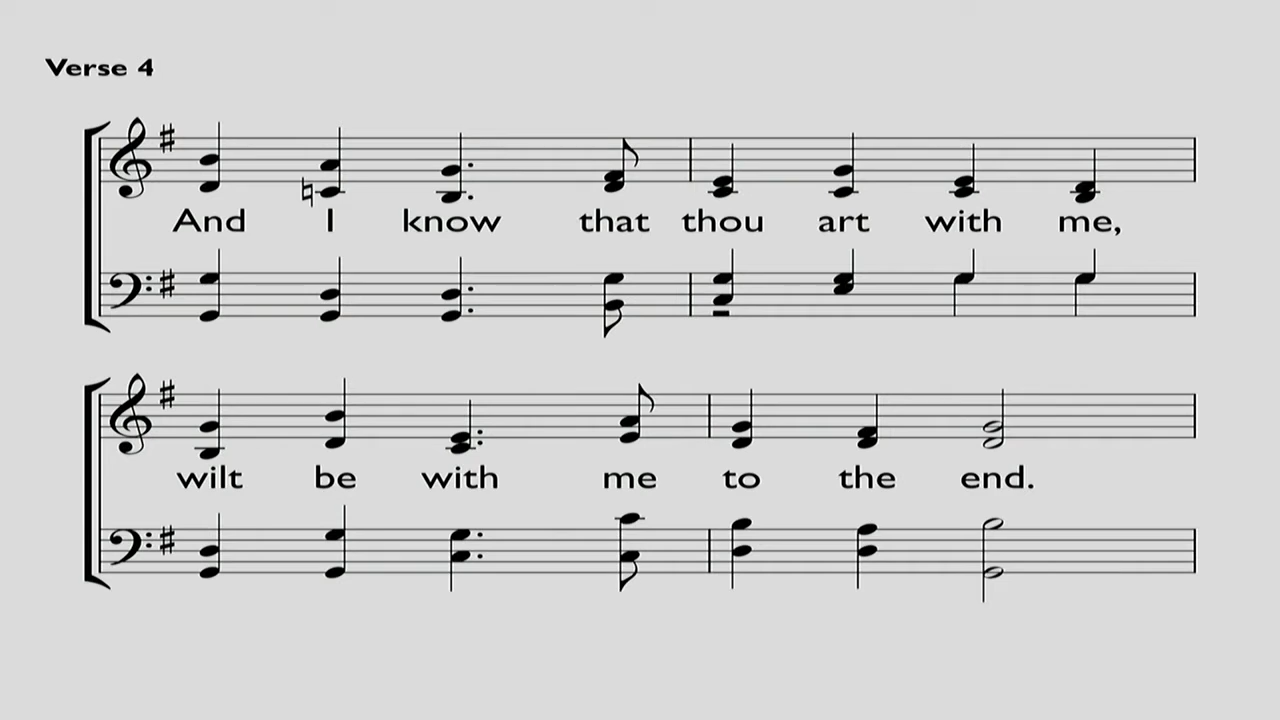 Verse 4
And I know that thou art with me,
wilt be with me to the end.